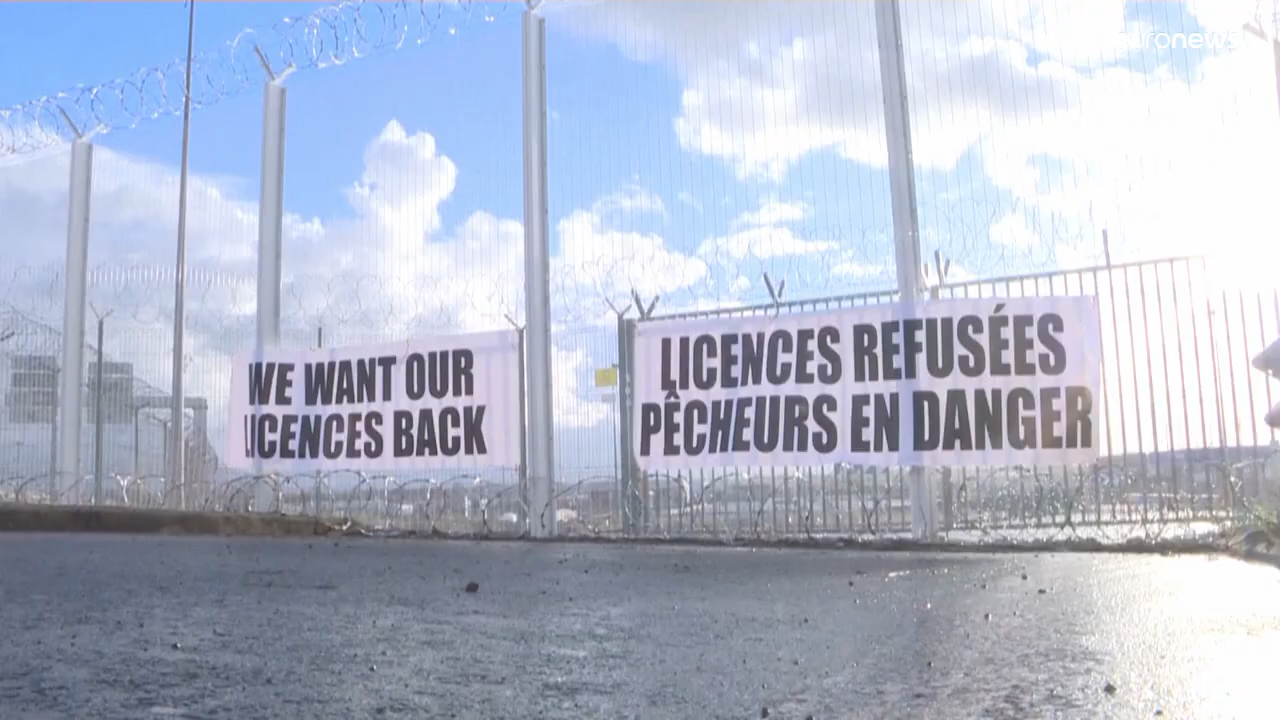 euronews
WE WANT OUR
LICENCES BACK
LICENCES REFUSÉES
PÊCHEURS EN DANGER